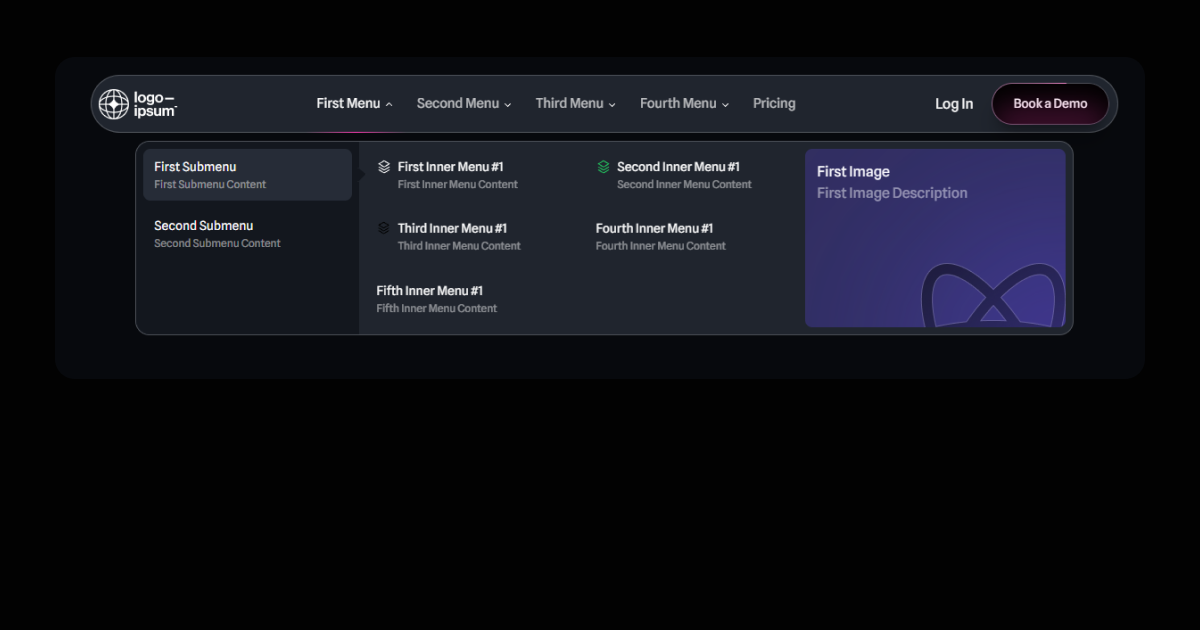 logo—
ipsum
First Menu
Second Menu
Third Menu
Fourth Menu
Pricing
Log In
Book a Demo
First Submenu
First Submenu Content
Second Submenu
Second Submenu Content
First Inner Menu #1
First Inner Menu Content
Second Inner Menu #1
Second Inner Menu Content
Third Inner Menu #1
Third Inner Menu Content
Fourth Inner Menu #1
Fourth Inner Menu Content
Fifth Inner Menu #1
Fifth Inner Menu Content
First Image
First Image Description